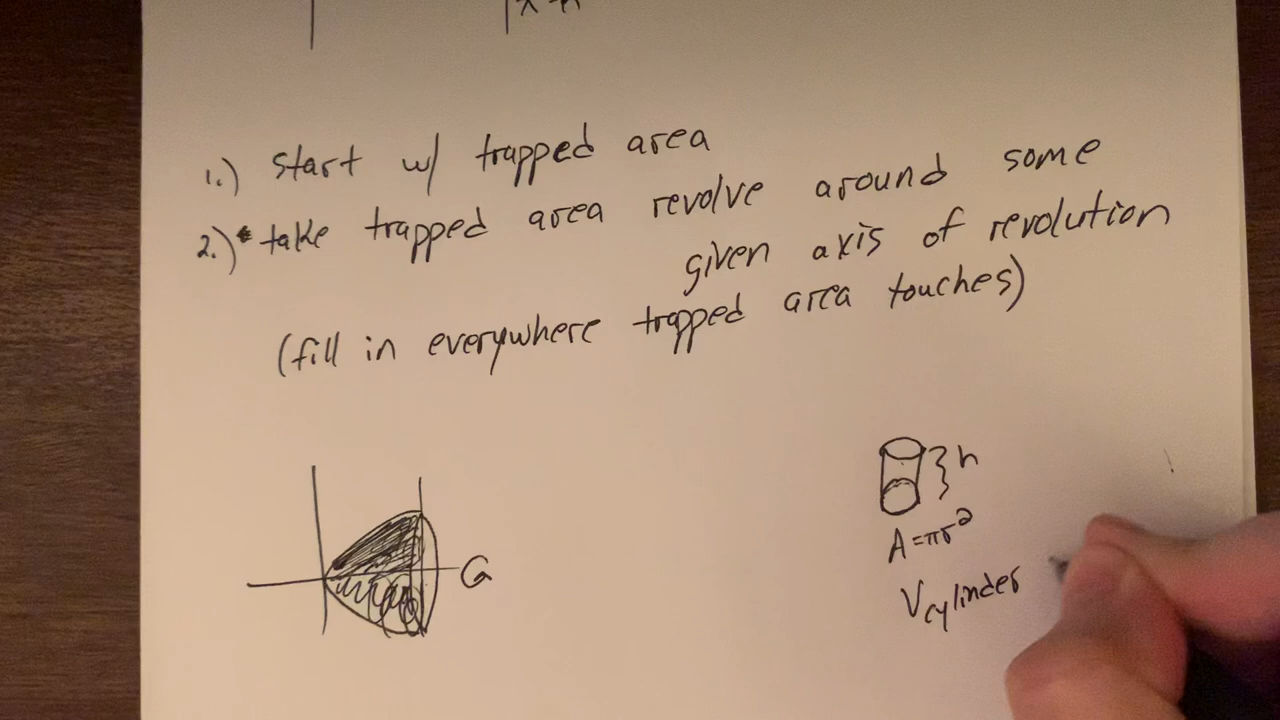 1.) start w/ trapped area
2.) take trapped area revolve around some
given axis of revolution
(fill in everywhere trapped area touches)
h
A=πr²
Vcylinder